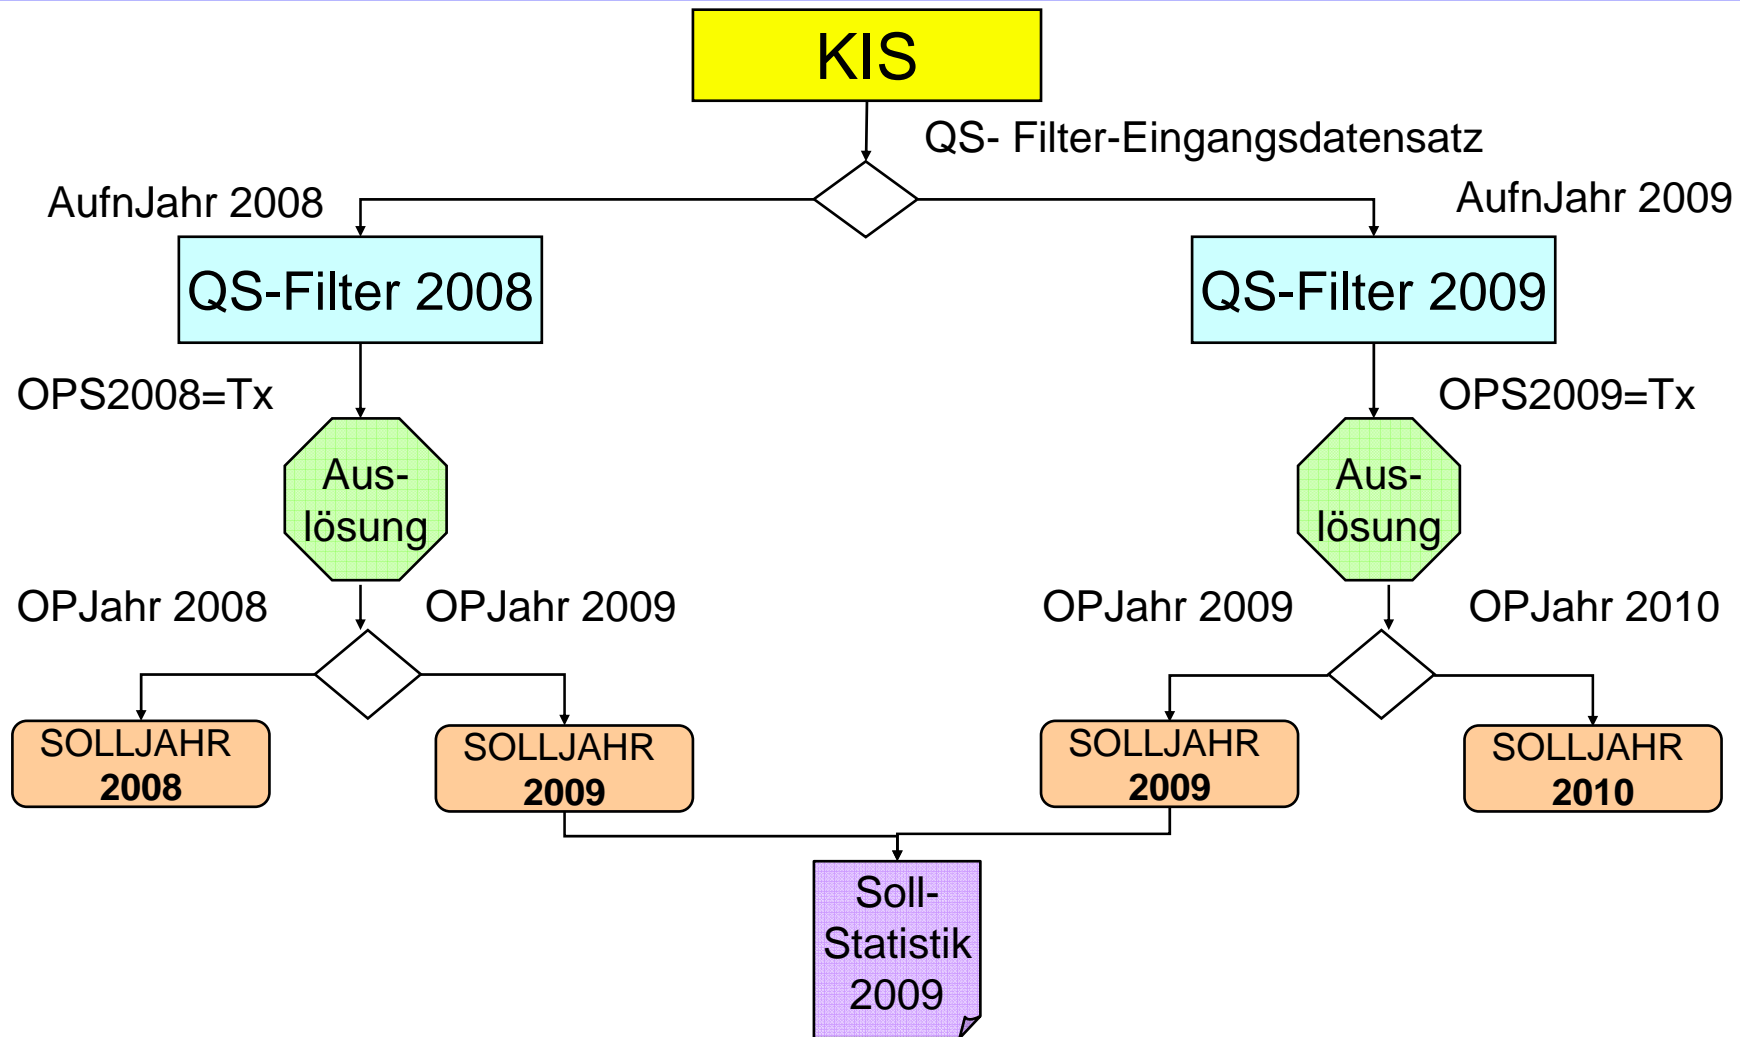 KIS
QS- Filter-Eingangsdatensatz
AufnJahr 2008
AufnJahr 2009
QS-Filter 2008
QS-Filter 2009
OPS2008=Tx
OPS2009=Tx
Aus-
lösung
Aus-
lösung
OPJahr 2008
OPJahr 2009
OPJahr 2009
OPJahr 2010
SOLLJAHR
2008
SOLLJAHR
2009
SOLLJAHR
2009
SOLLJAHR
2010
Soll-
Statistik
2009